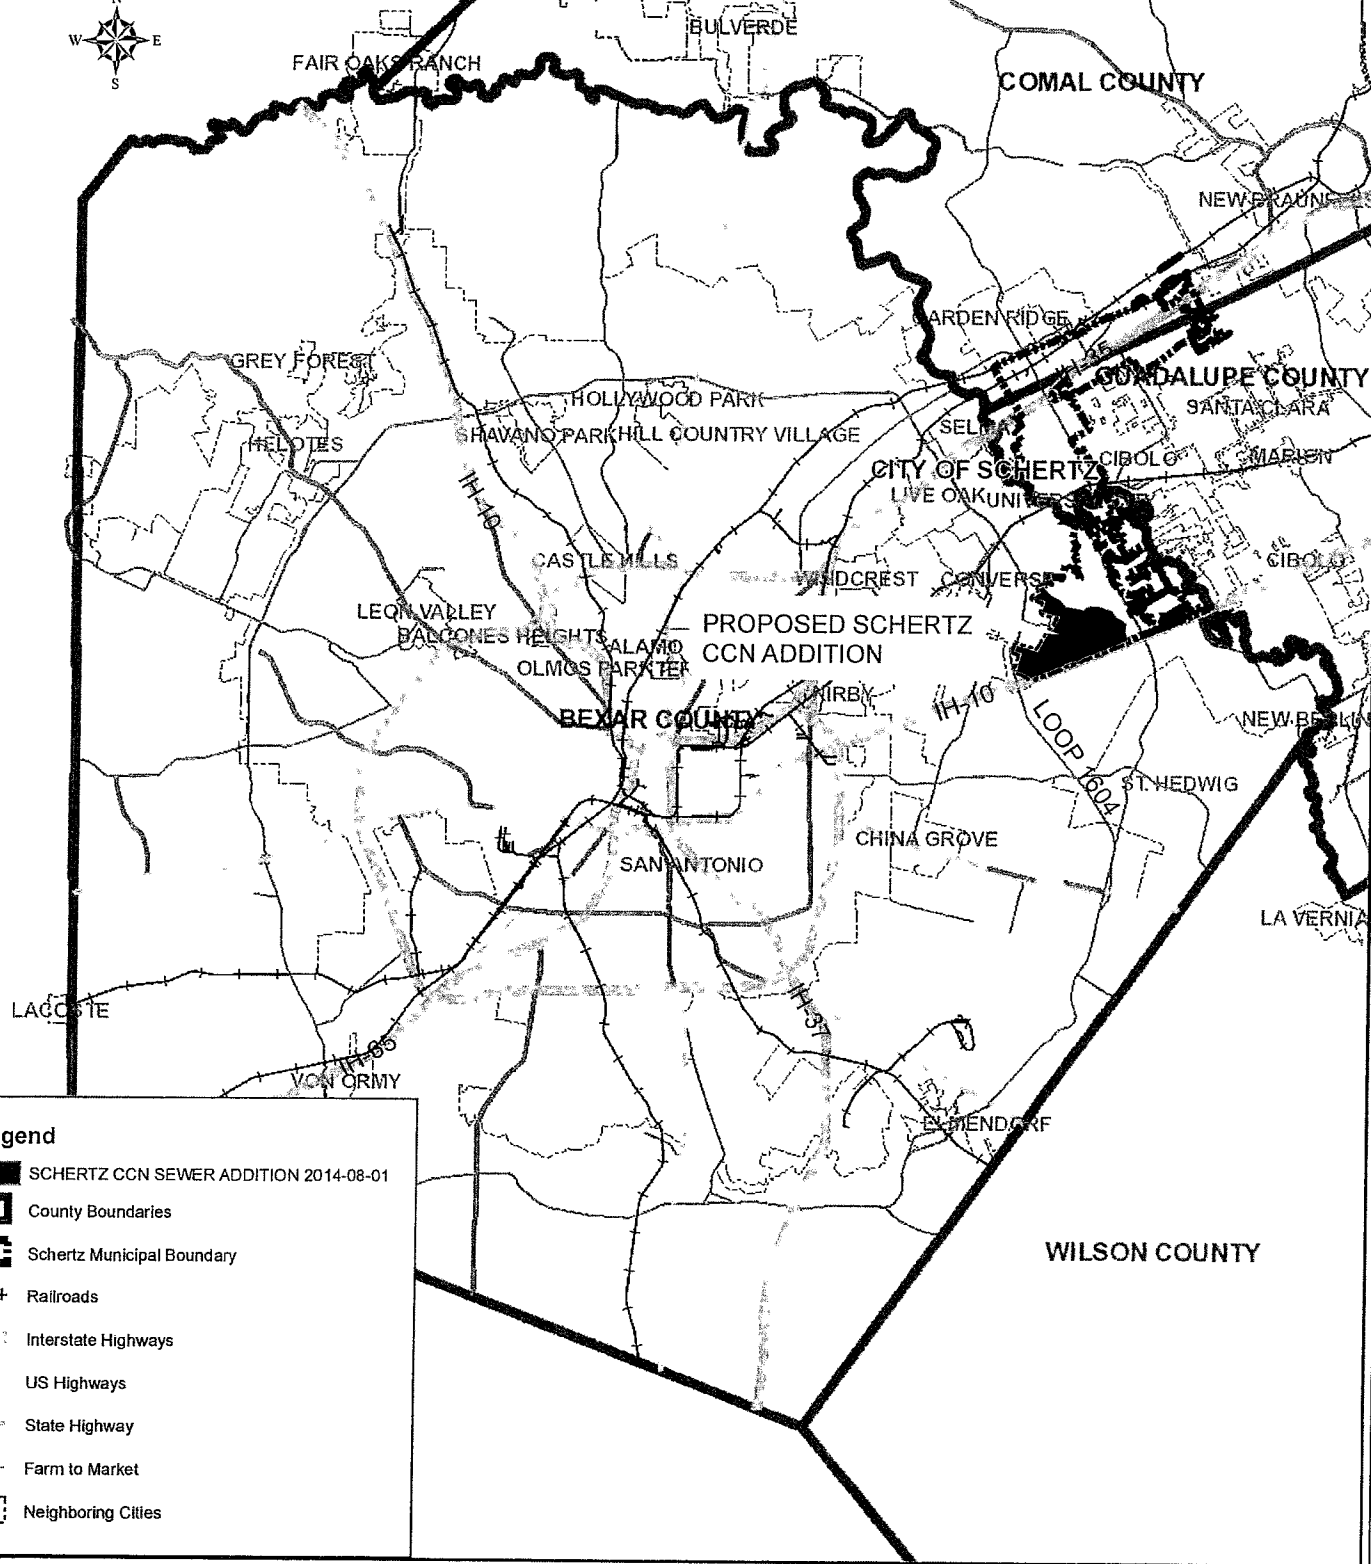 BULVERDE
W E
S
FAIR OAKS RANCH
COMAL COUNTY
NEW BRAUNFELS
GARDEN RIDGE
GREY FOREST
GUADALUPE COUNTY
HOLLYWOOD PARK
SANTA CLARA
HELOTES
SHAVANO PARK
HILL COUNTRY VILLAGE
SELMA
CIBOLO
MARION
CITY OF SCHERTZ
LIVE OAK
IH-10
CASTLE HILLS
CIBOLO
WINDCREST
CONVERSE
LEON VALLEY
BALCONES HEIGHTS
ALAMO
OLMOS PARK
PROPOSED SCHERTZ
CCN ADDITION
KIRBY
IH-10
BEXAR COUNTY
LOOP 1604
NEW BERLIN
ST. HEDWIG
CHINA GROVE
SAN ANTONIO
LA VERNIA
IH-37
LACOSTE
VON ORMY
ELMENDORF
gend
SCHERTZ CCN SEWER ADDITION 2014-08-01
County Boundaries
Schertz Municipal Boundary
WILSON COUNTY
Railroads
Interstate Highways
US Highways
State Highway
Farm to Market
Neighboring Cities